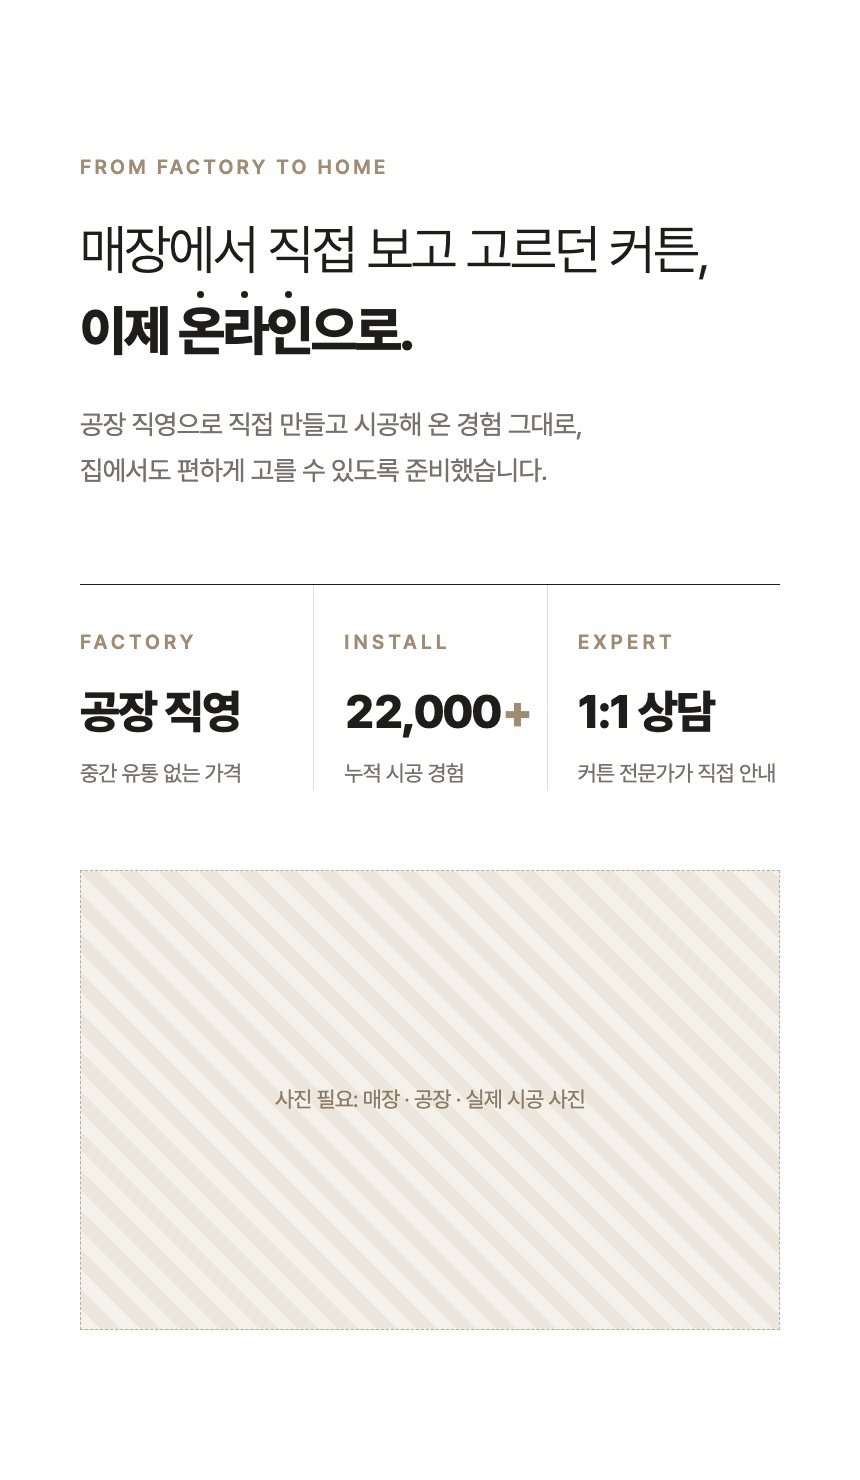 FROM FACTORY TO HOME
매장에서 직접 보고 고르던 커튼,
이제 온라인으로.
공장 직영으로 직접 만들고 시공해 온 경험 그대로,
집에서도 편하게 고를 수 있도록 준비했습니다.
FACTORY
공장 직영
중간 유통 없는 가격
INSTALL
22,000+
누적 시공 경험
EXPERT
1:1 상담
커튼 전문가가 직접 안내
사진 필요: 매장 · 공장 · 실제 시공 사진